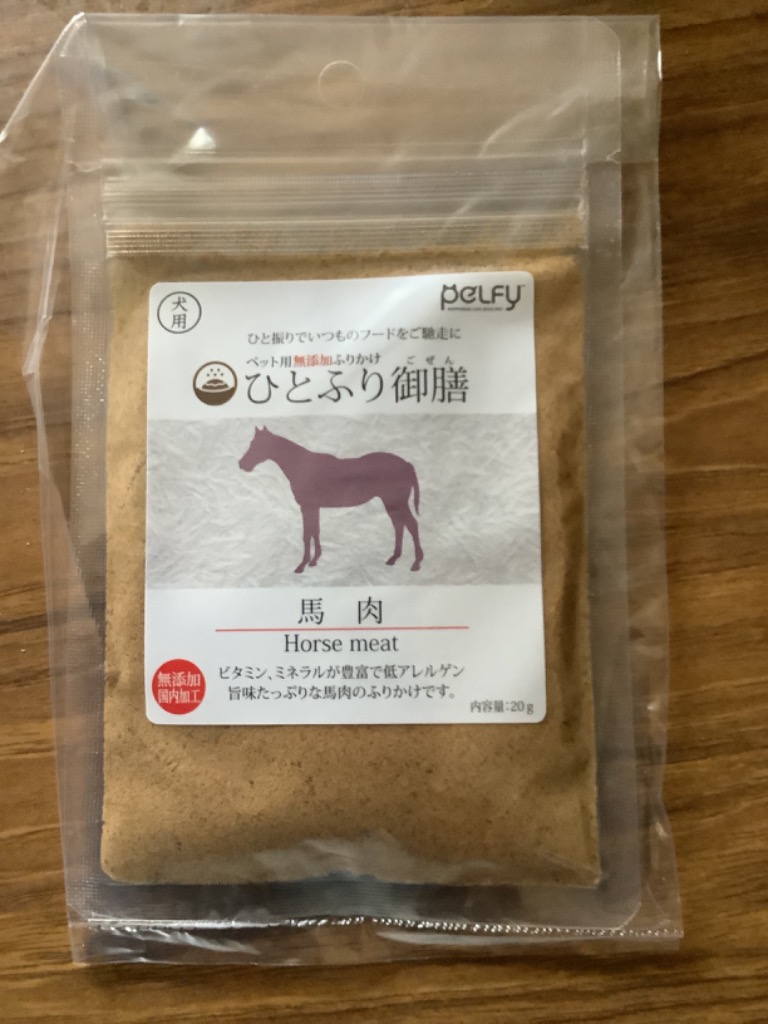 犬用
PELFY
ひと振りでいつものフードをご馳走に
ペット用無添加ふりかけ
ごぜん
ひとふり御膳
馬肉
Horse meat
ビタミン、ミネラルが豊富で低アレルゲン
旨味たっぷりな馬肉のふりかけです。
無添加
国内加工
内容量:20g